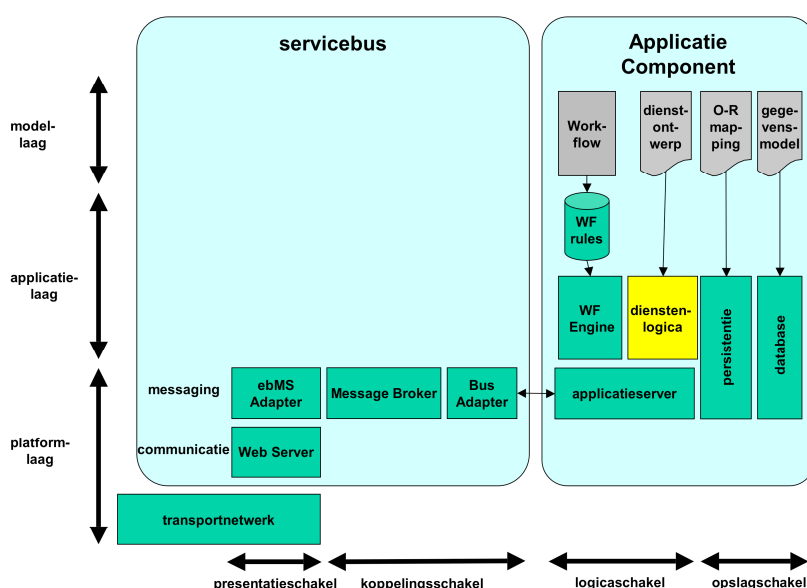 servicebus
Applicatie
Component
model-
laag
Work-
flow
dienst-
ont-
werp
O-R
map-
ping
gege-
vens-
model
WF
rules
applicatie-
laag
WF
Engine
diensten-
logica
persistentie
database
messaging
ebMS
Adapter
Message Broker
Bus
Adapter
applicatieserver
platform-
laag
communicatie
Web Server
transportnetwerk
presentatieschakel
koppelingsschakel
logicaschakel
opslagschakel